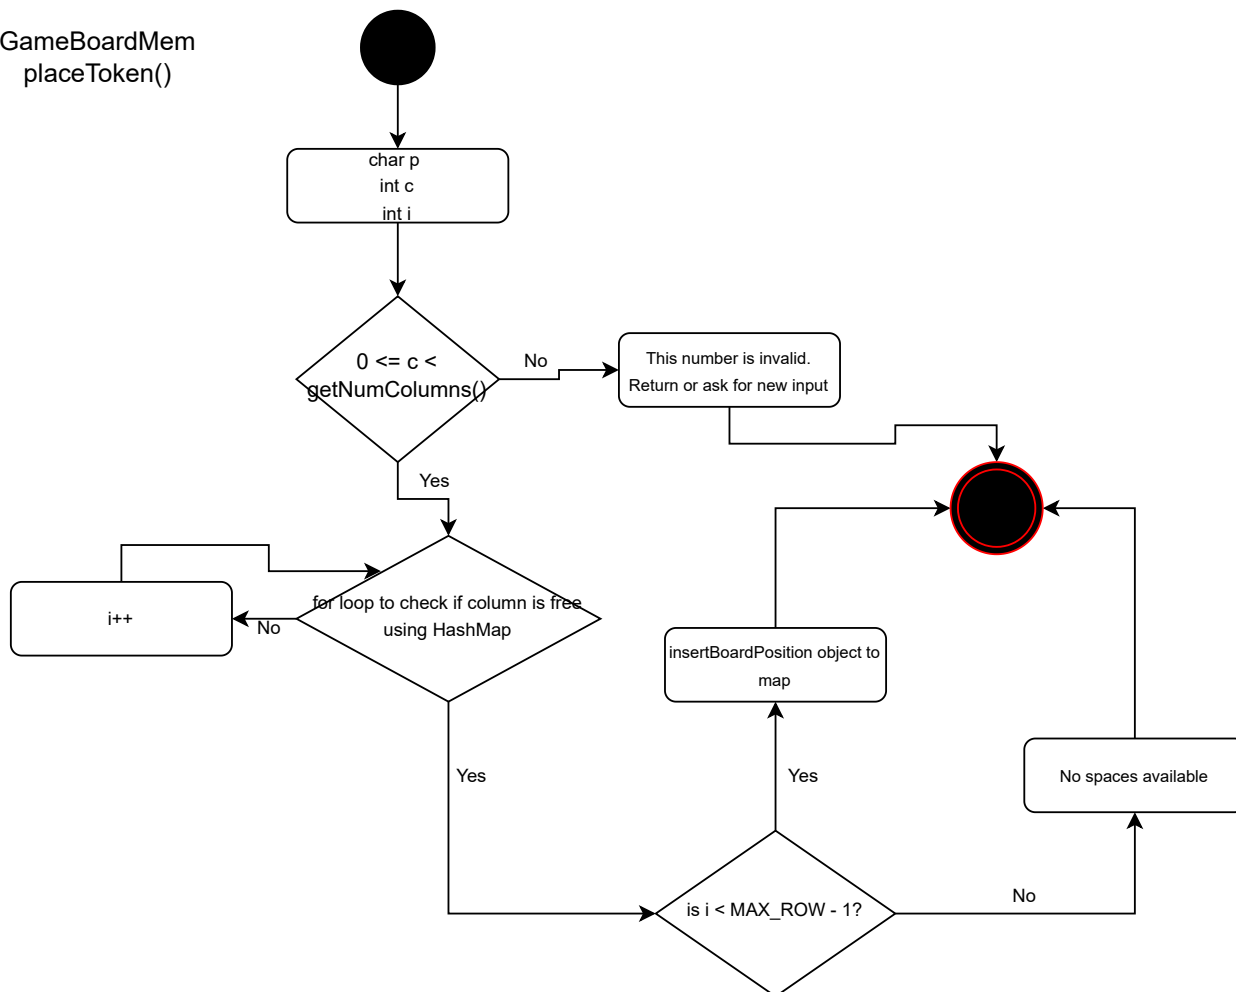 GameBoardMem
placeToken()
char p
int c
int i
0 <= c <
getNumColumns()
No
This number is invalid.
Return or ask for new input
Yes
for loop to check if column is free
using HashMap
No
i++
Yes
insertBoardPosition object to
map
Yes
No spaces available
is i < MAX_ROW - 1?
No